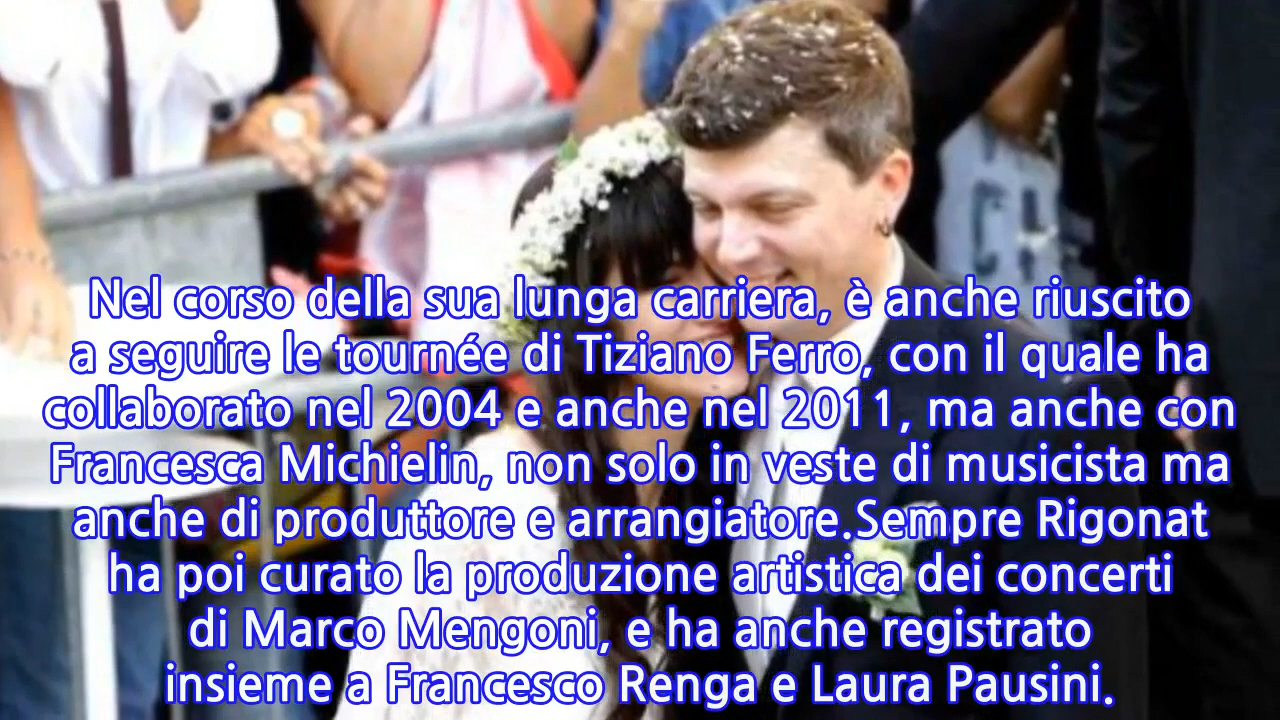 Nel corso della sua lunga carriera, è anche riuscito
a seguire le tournée di Tiziano Ferro, con il quale ha
collaborato nel 2004 e anche nel 2011, ma anche con
Francesca Michielin, non solo in veste di musicista ma
anche di produttore e arrangiatore.Sempre Rigonat
ha poi curato la produzione artistica dei concerti
di Marco Mengoni, e ha anche registrato
insieme a Francesco Renga e Laura Pausini.